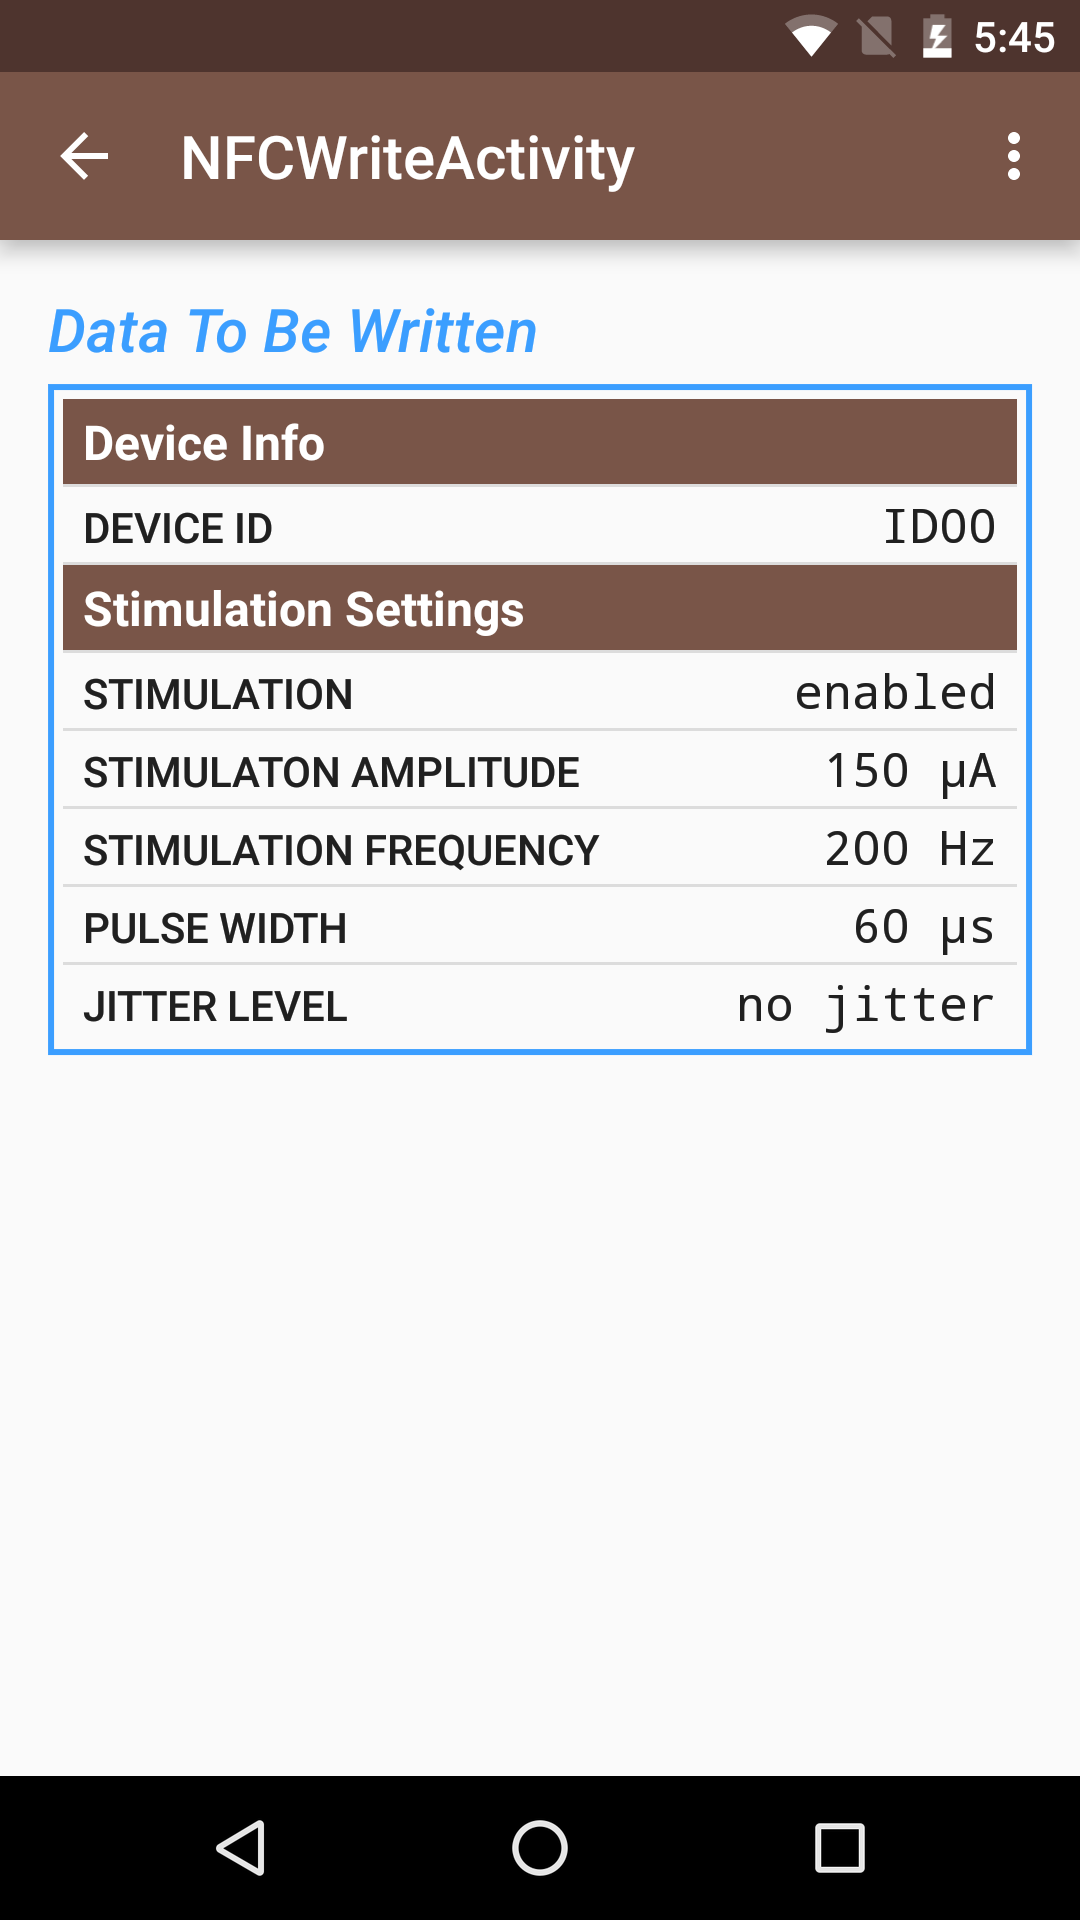 5:45
NFCWriteActivity
Data To Be Written
Device Info
DEVICE ID ID00
Stimulation Settings
STIMULATION enabled
STIMULATON AMPLITUDE 150 µA
STIMULATION FREQUENCY 200 Hz
PULSE WIDTH 60 µs
JITTER LEVEL no jitter